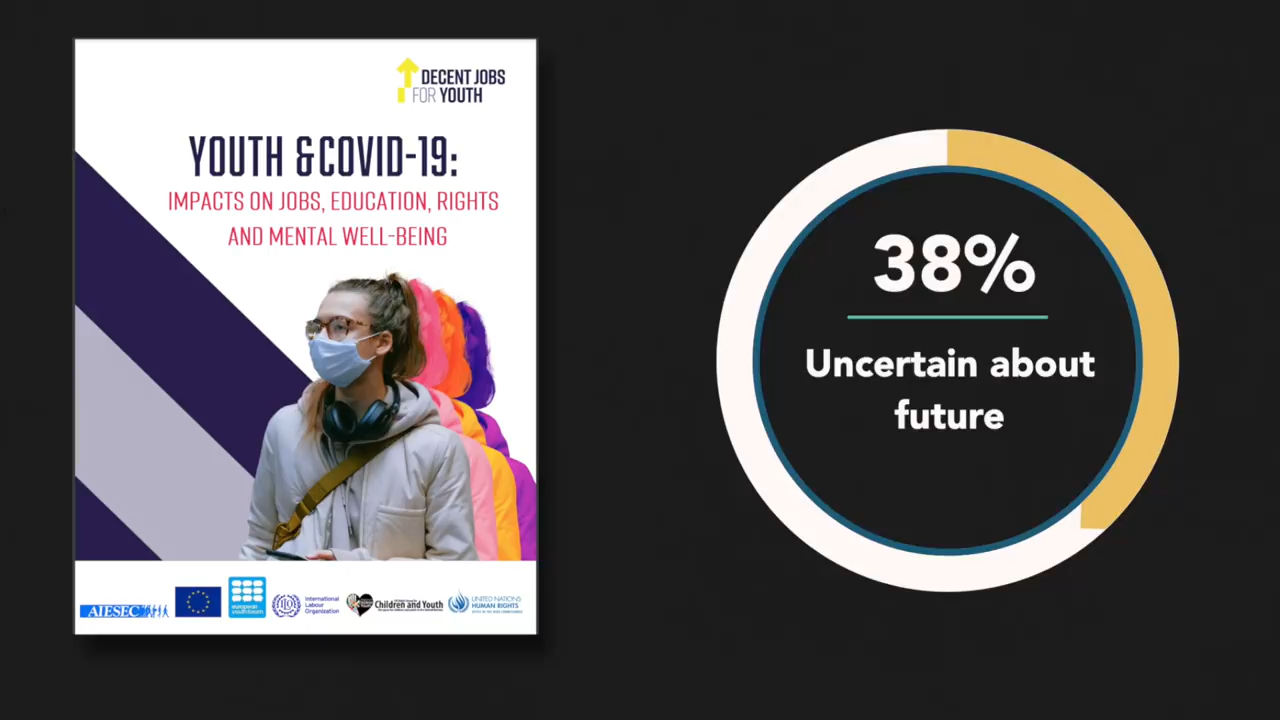 DECENT JOBS
FOR YOUTH
YOUTH & COVID-19:
IMPACTS ON JOBS, EDUCATION, RIGHTS
AND MENTAL WELL-BEING
AIESEC
european
youth forum
International
Labour
Organization
Children and Youth
UNITED NATIONS
HUMAN RIGHTS
38%
Uncertain about
future